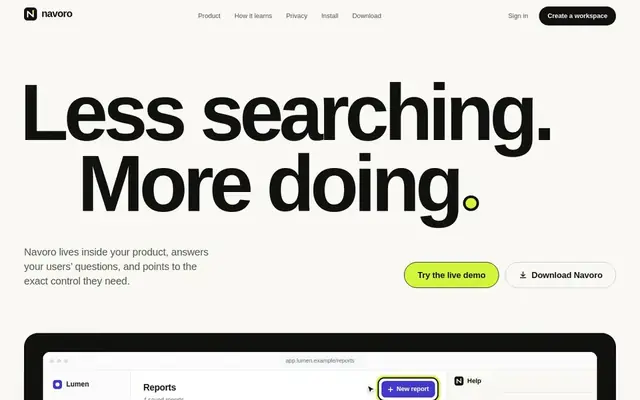 navoro
Product
How it learns
Privacy
Install
Download
Sign in
Create a workspace
Less searching.
More doing
Navoro lives inside your product, answers
your users' questions, and points to the
exact control they need.
Try the live demo
Download Navoro
app.lumen.example/reports
Lumen
Reports
New report
Help